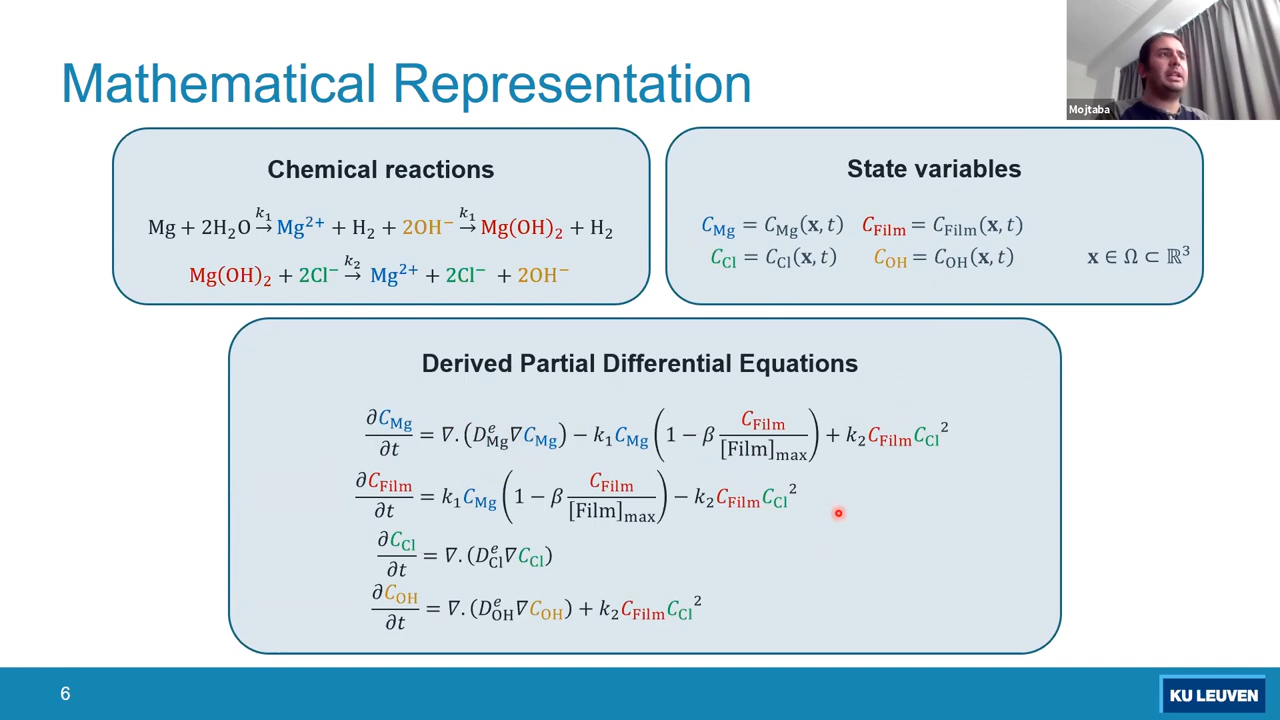 Mathematical Representation
Mojtaba
Chemical reactions
Mg + 2H₂O →k₁ Mg²⁺ + H₂ + 2OH⁻ →k₁ Mg(OH)₂ + H₂
Mg(OH)₂ + 2Cl⁻ →k₂ Mg²⁺ + 2Cl⁻ + 2OH⁻
State variables
C_Mg = C_Mg(x, t) C_Film = C_Film(x, t)
C_Cl = C_Cl(x, t) C_OH = C_OH(x, t) x ∈ Ω ⊂ ℝ³
Derived Partial Differential Equations
∂C_Mg/∂t = ∇.(D^e_Mg ∇C_Mg) − k₁C_Mg(1 − β C_Film/[Film]_max) + k₂C_Film C_Cl²
∂C_Film/∂t = k₁C_Mg(1 − β C_Film/[Film]_max) − k₂C_Film C_Cl²
∂C_Cl/∂t = ∇.(D^e_Cl ∇C_Cl)
∂C_OH/∂t = ∇.(D^e_OH ∇C_OH) + k₂C_Film C_Cl²
6
KU LEUVEN